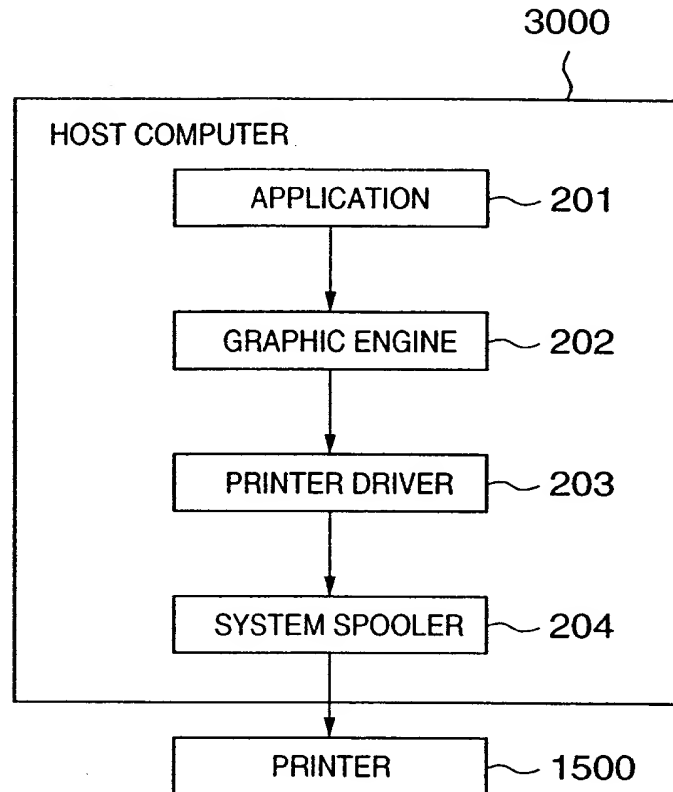 3000
HOST COMPUTER
APPLICATION 201
GRAPHIC ENGINE 202
PRINTER DRIVER 203
SYSTEM SPOOLER 204
PRINTER 1500